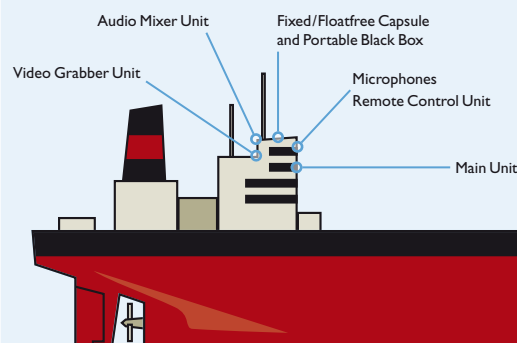 Audio Mixer Unit
Fixed/Floatfree Capsule
and Portable Black Box
Video Grabber Unit
Microphones
Remote Control Unit
Main Unit